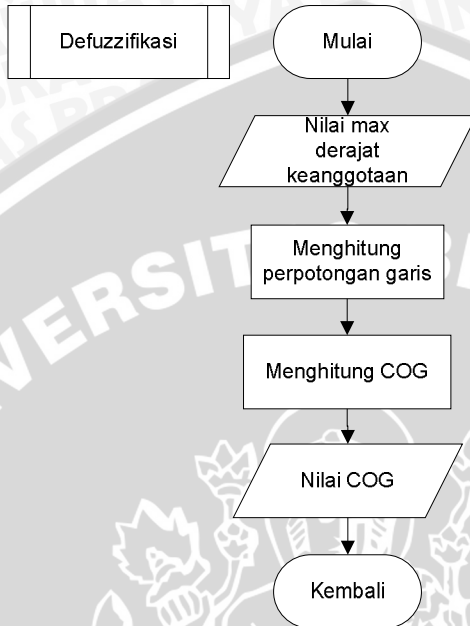 Defuzzifikasi
Mulai
Nilai max
derajat
keanggotaan
Menghitung
perpotongan garis
Menghitung COG
Nilai COG
Kembali